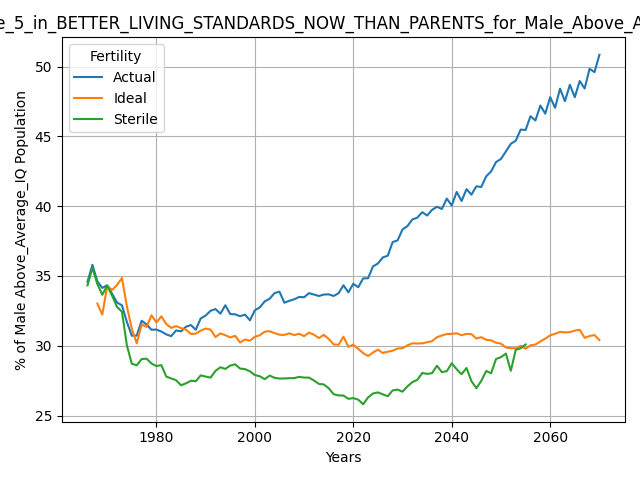 e_5_in_BETTER_LIVING_STANDARDS_NOW_THAN_PARENTS_for_Male_Above_A
Fertility
Actual
Ideal
Sterile
% of Male Above_Average_IQ Population
50
45
40
35
30
25
1980
2000
2020
2040
2060
Years